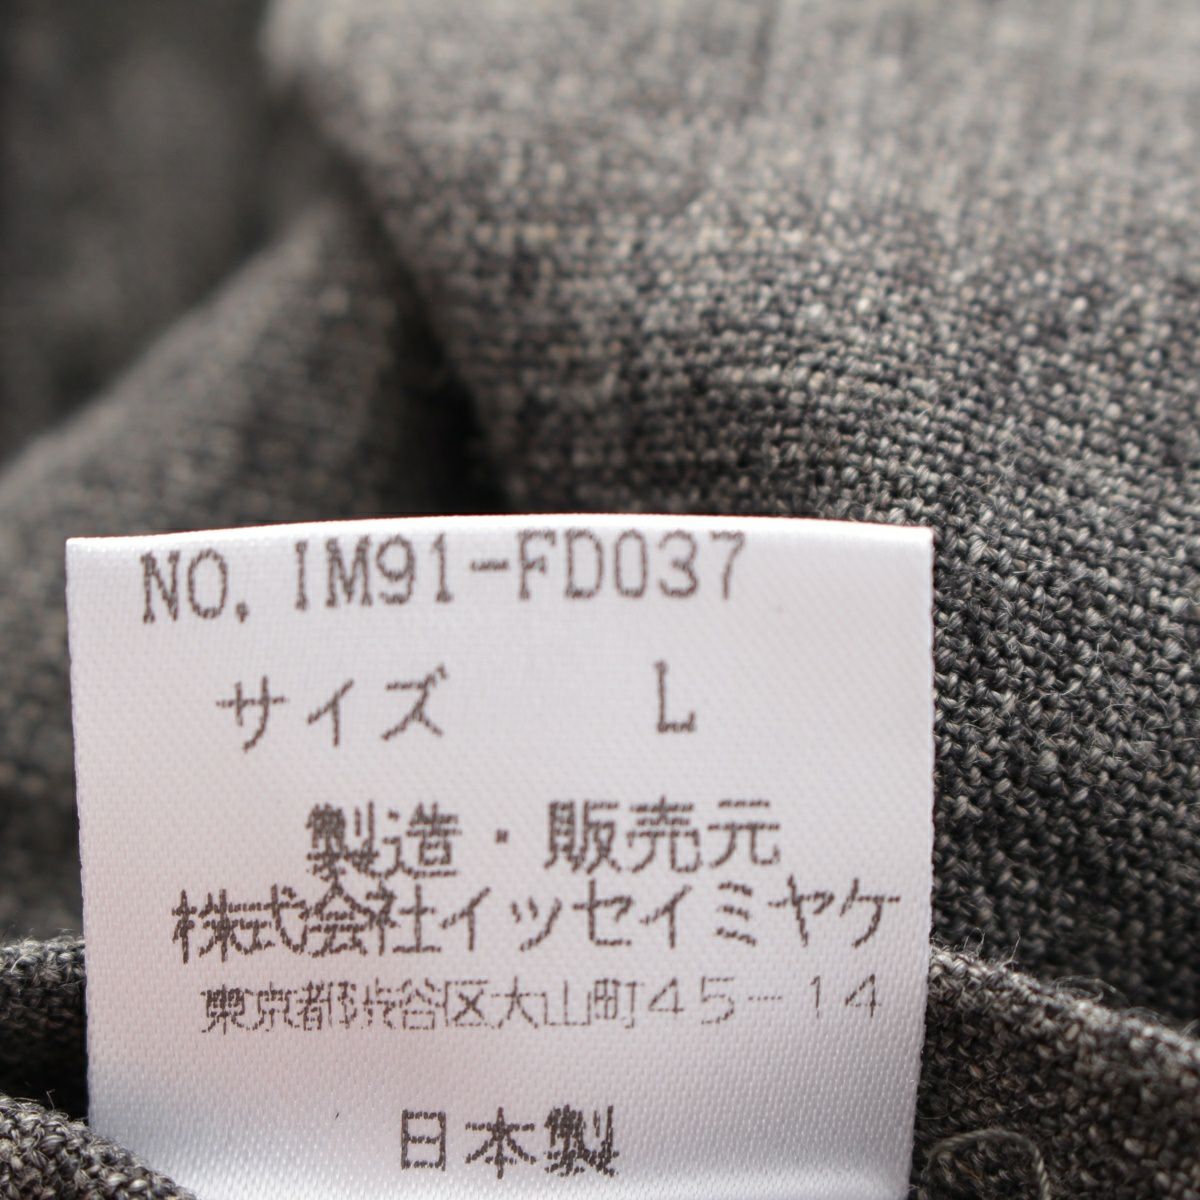 NO. IM91-FD037
サイズ L
製造・販売元
株式会社イッセイミヤケ
東京都渋谷区大山町45-14
日本製